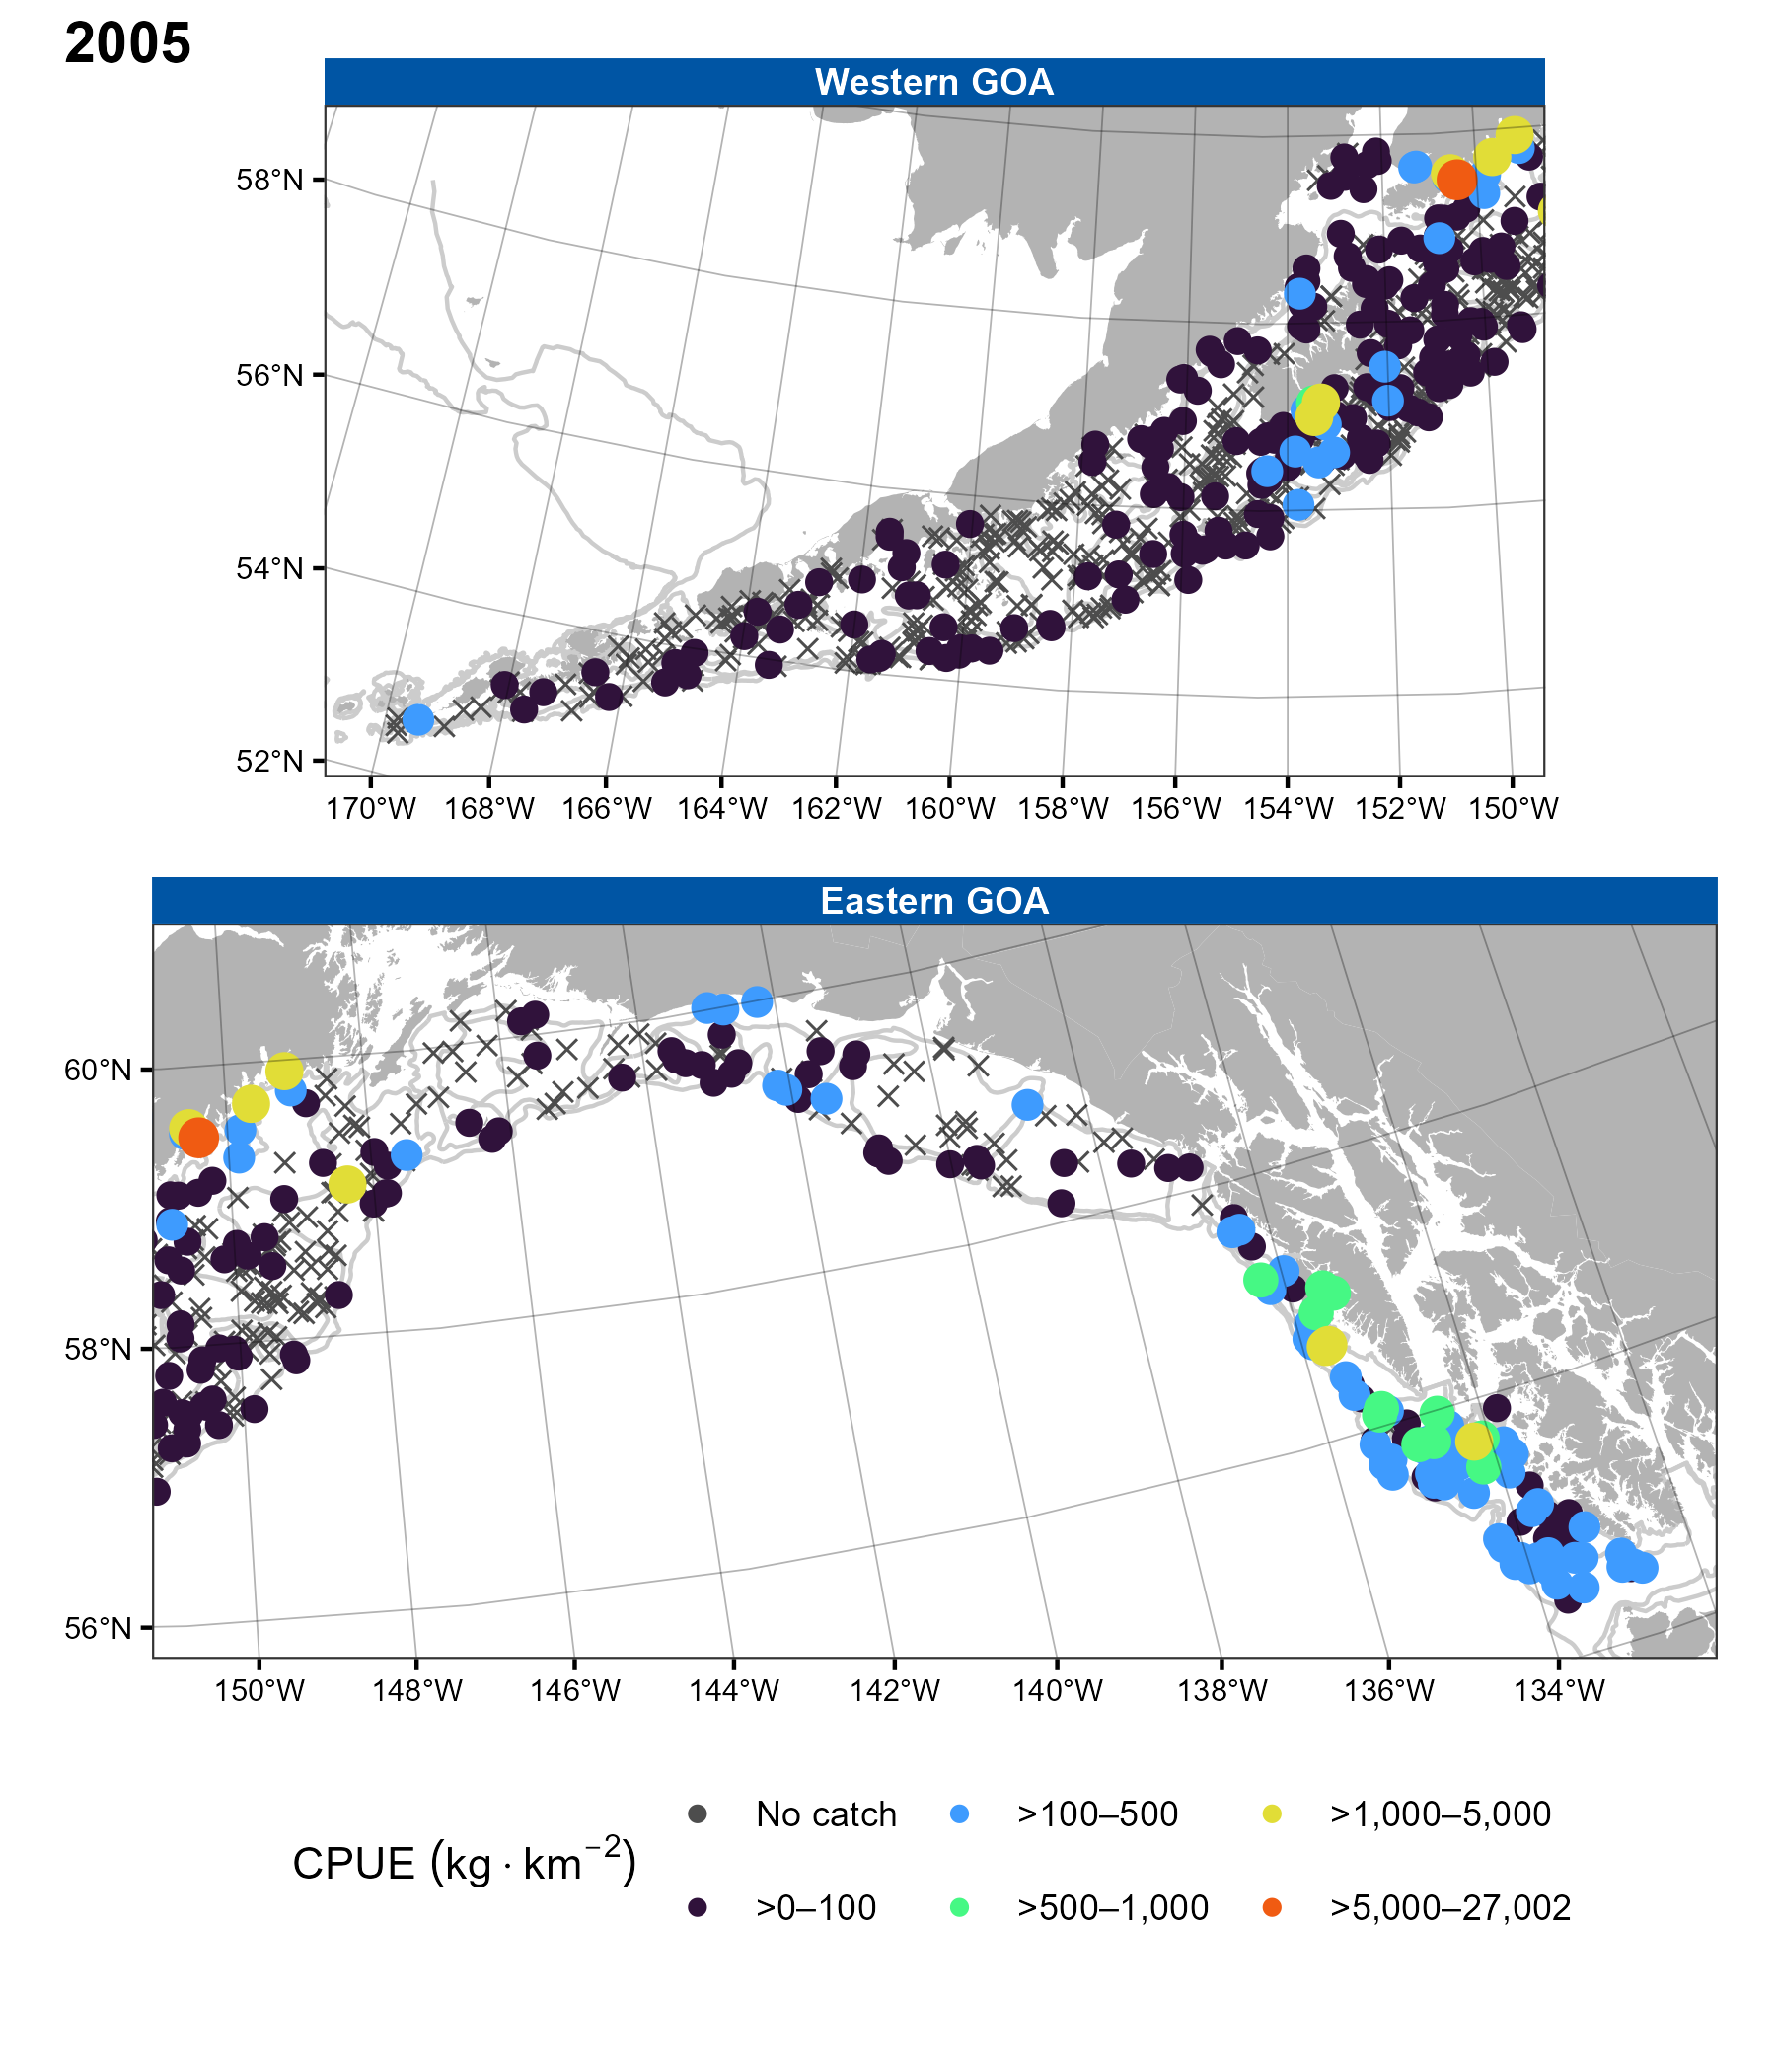 2005
Western GOA
58°N
56°N
54°N
52°N
170°W 168°W 166°W 164°W 162°W 160°W 158°W 156°W 154°W 152°W 150°W
Eastern GOA
60°N
58°N
56°N
150°W 148°W 146°W 144°W 142°W 140°W 138°W 136°W 134°W
CPUE (kg · km⁻²)
No catch >100–500 >1,000–5,000
>0–100 >500–1,000 >5,000–27,002